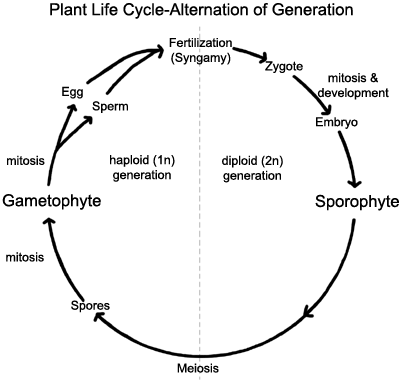 Plant Life Cycle-Alternation of Generation
Fertilization
(Syngamy)
Zygote
mitosis &
development
Embryo
Egg
Sperm
mitosis
haploid (1n)
generation
diploid (2n)
generation
Gametophyte
Sporophyte
mitosis
Spores
Meiosis